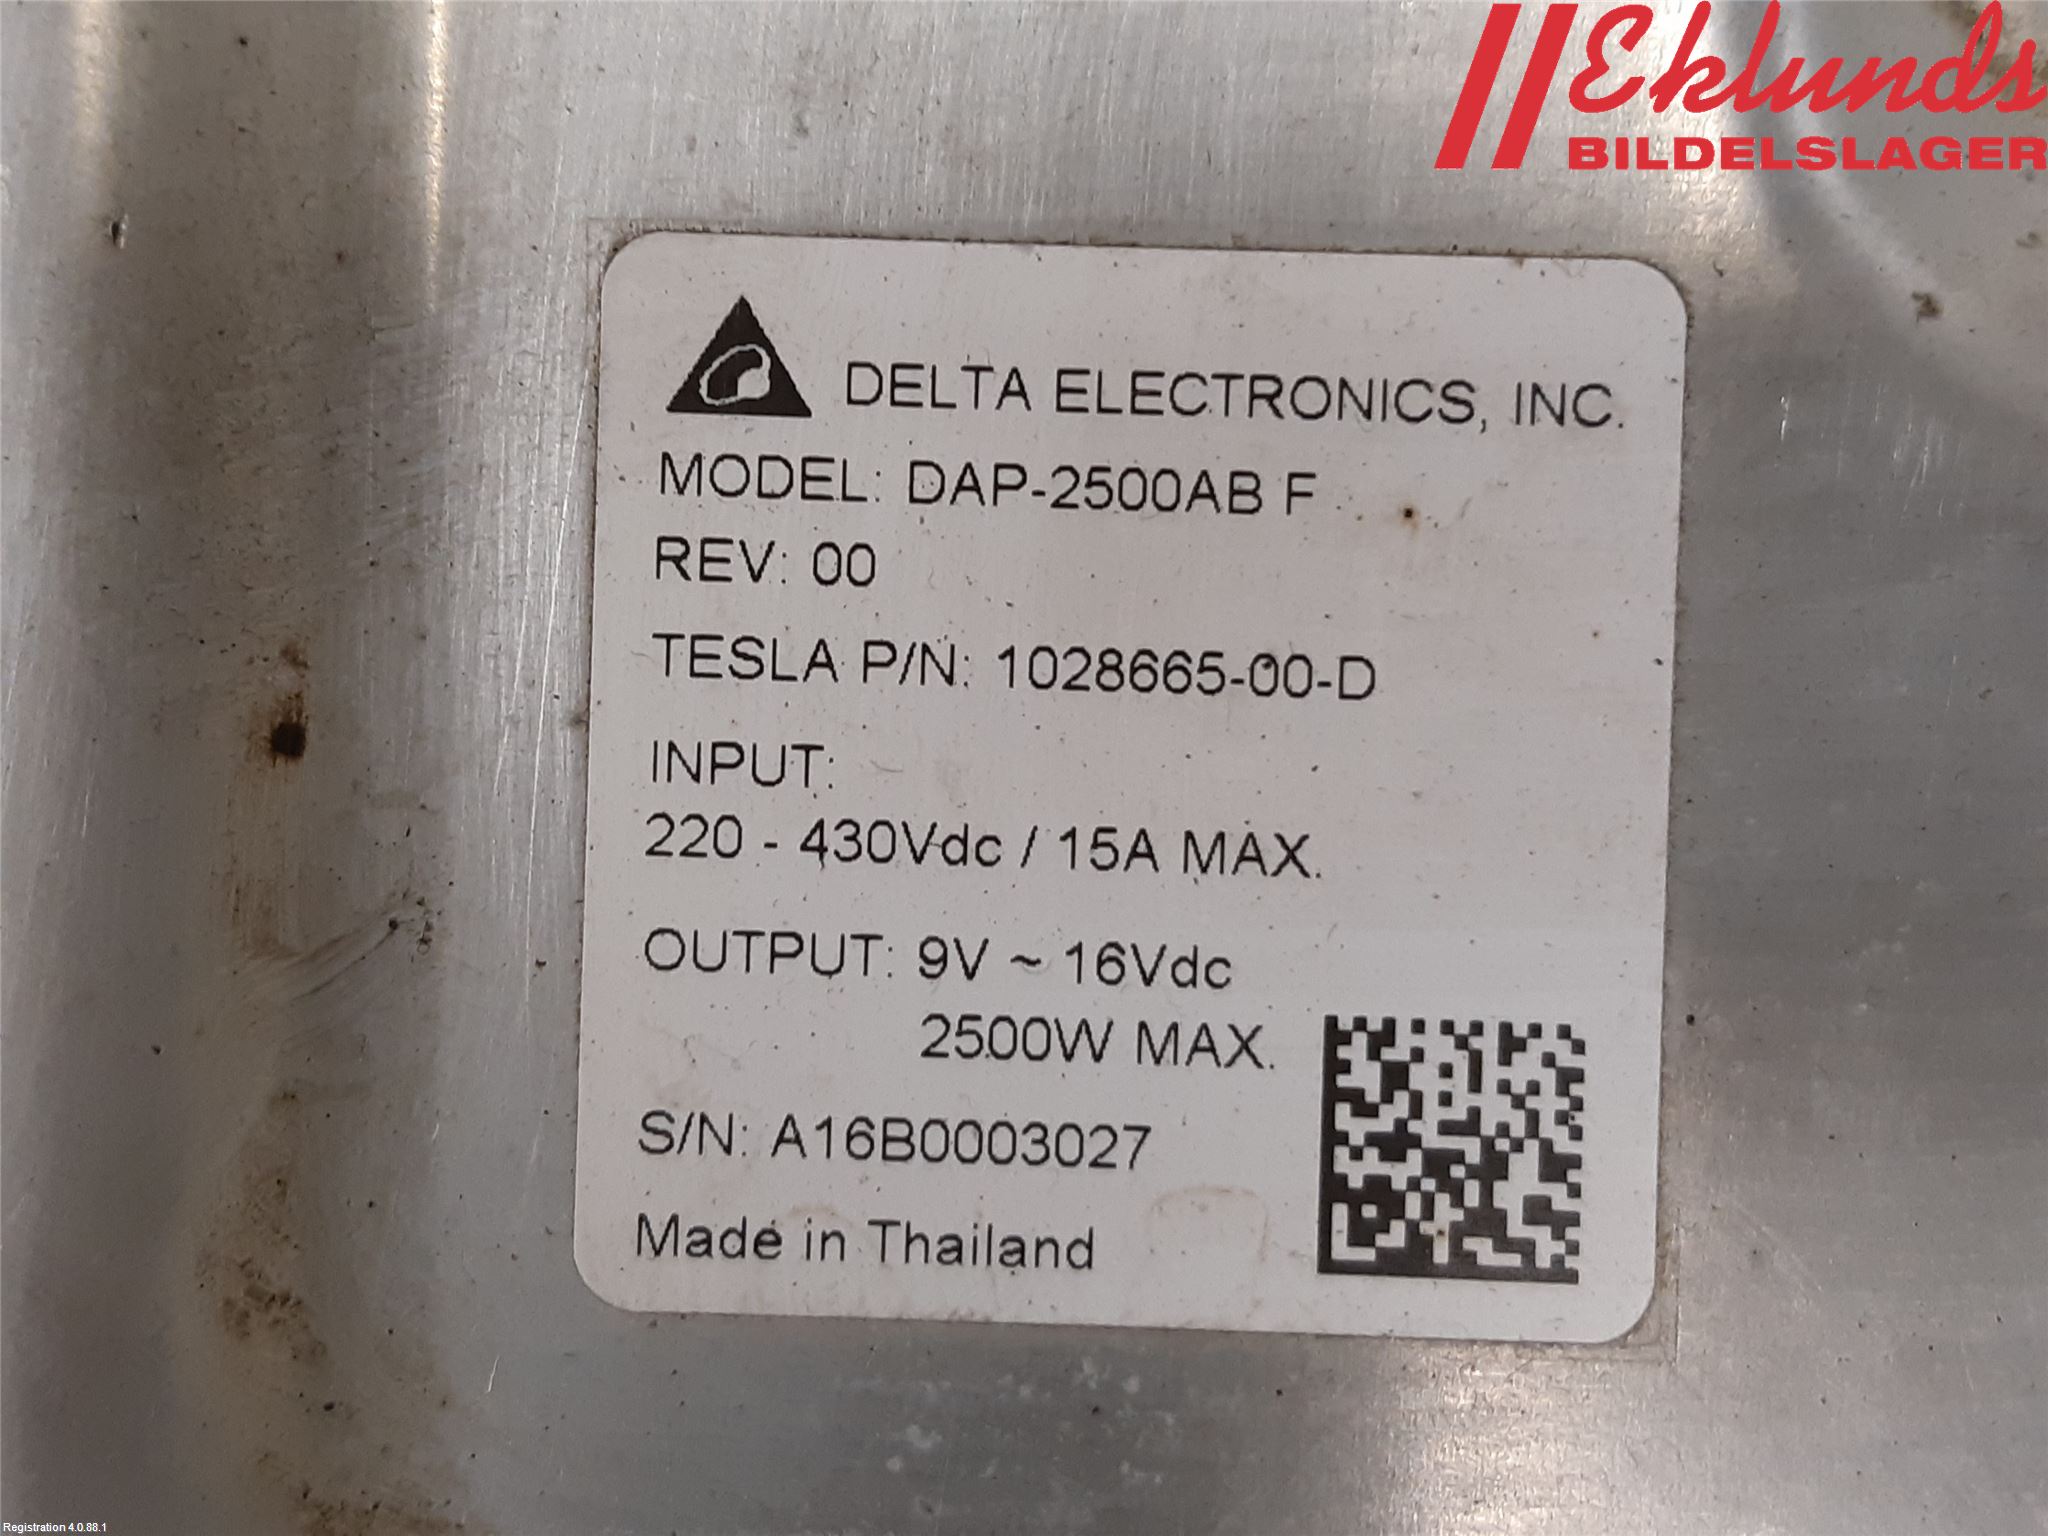 Eklunds
BILDELSLAGER
DELTA ELECTRONICS, INC.
MODEL: DAP-2500AB F
REV: 00
TESLA P/N: 1028665-00-D
INPUT:
220 - 430Vdc / 15A MAX.
OUTPUT: 9V ~ 16Vdc
2500W MAX.
S/N: A16B0003027
Made in Thailand
Registration 4.0.88.1